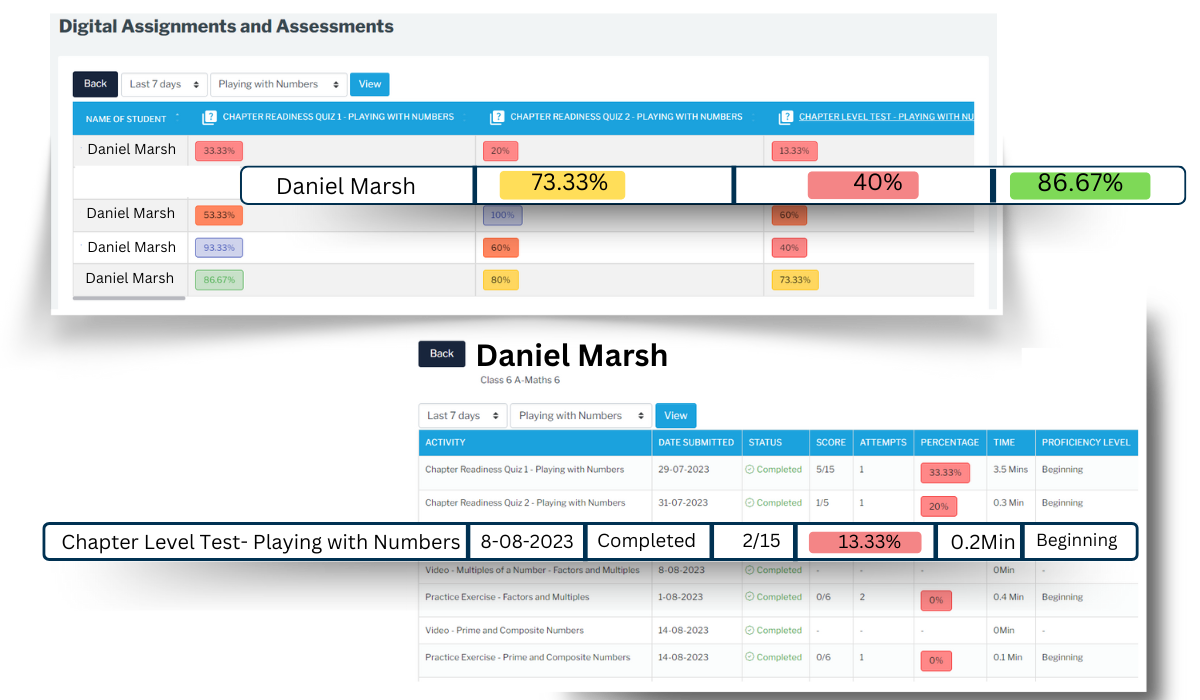 Digital Assignments and Assessments
Back Last 7 days Playing with Numbers View
NAME OF STUDENT ? CHAPTER READINESS QUIZ 1 - PLAYING WITH NUMBERS ? CHAPTER READINESS QUIZ 2 - PLAYING WITH NUMBERS ? CHAPTER LEVEL TEST - PLAYING WITH NU
Daniel Marsh 33.33% 20% 13.33%
Daniel Marsh 73.33% 40% 86.67%
Daniel Marsh 53.33% 100% 60%
Daniel Marsh 93.33% 60% 40%
Daniel Marsh 86.67% 80% 73.33%
Back Daniel Marsh
Class 6 A-Maths 6
Last 7 days Playing with Numbers View
ACTIVITY DATE SUBMITTED STATUS SCORE ATTEMPTS PERCENTAGE TIME PROFICIENCY LEVEL
Chapter Readiness Quiz 1 - Playing with Numbers 29-07-2023 Completed 5/15 1 33.33% 3.5 Mins Beginning
Chapter Readiness Quiz 2 - Playing with Numbers 31-07-2023 Completed 1/5 1 20% 0.3 Min Beginning
Chapter Level Test- Playing with Numbers 8-08-2023 Completed 2/15 13.33% 0.2Min Beginning
Video - Multiples of a Number - Factors and Multiples 8-08-2023 Completed - - - 0Min -
Practice Exercise - Factors and Multiples 1-08-2023 Completed 0/6 2 0% 0.4 Min Beginning
Video - Prime and Composite Numbers 14-08-2023 Completed - - - 0Min -
Practice Exercise - Prime and Composite Numbers 14-08-2023 Completed 0/6 1 0% 0.1 Min Beginning